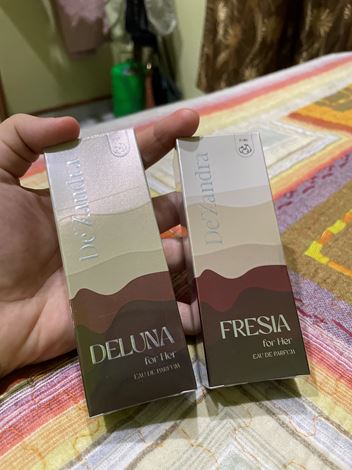 De'Zandra
DELUNA
for Her
EAU DE PARFUM
De'Zandra
FRESIA
for Her
EAU DE PARFUM